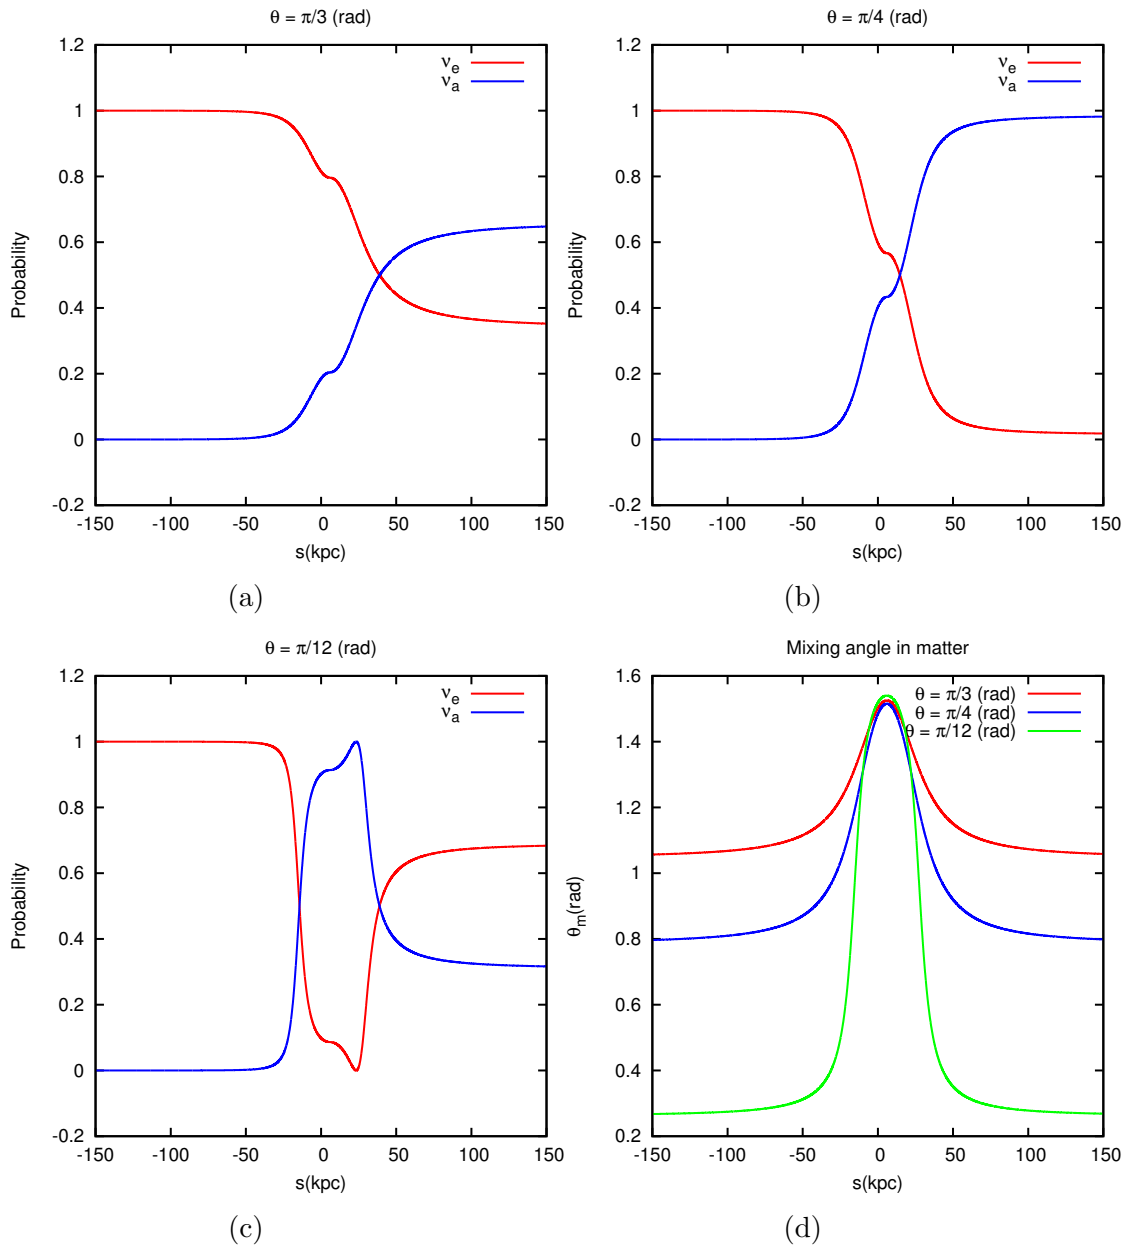 θ = π/3 (rad)
1.2
1
0.8
0.6
0.4
0.2
0
-0.2
-150 -100 -50 0 50 100 150
Probability
s(kpc)
νe
νa
(a)
θ = π/4 (rad)
1.2
1
0.8
0.6
0.4
0.2
0
-0.2
-150 -100 -50 0 50 100 150
Probability
s(kpc)
νe
νa
(b)
θ = π/12 (rad)
1.2
1
0.8
0.6
0.4
0.2
0
-0.2
-150 -100 -50 0 50 100 150
Probability
s(kpc)
νe
νa
(c)
Mixing angle in matter
1.6
1.4
1.2
1
0.8
0.6
0.4
0.2
-150 -100 -50 0 50 100 150
θm(rad)
s(kpc)
θ = π/3 (rad)
θ = π/4 (rad)
θ = π/12 (rad)
(d)